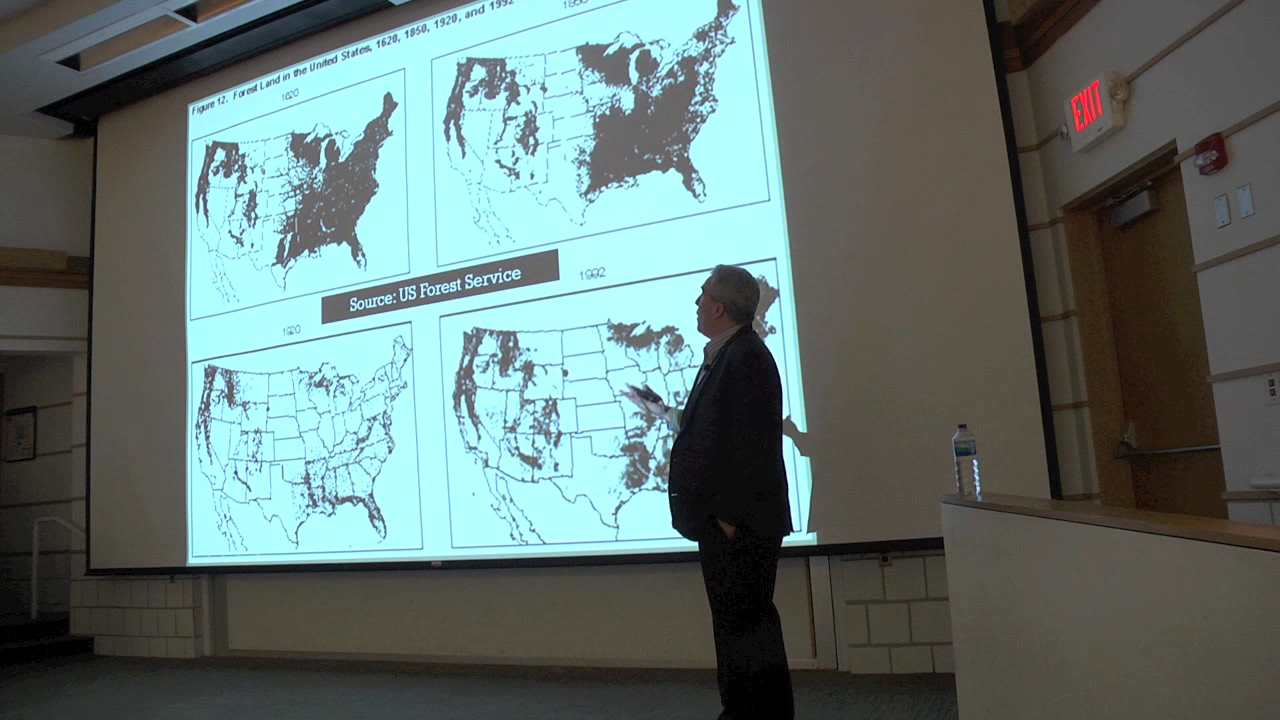 Figure 12. Forest Land in the United States, 1620, 1850, 1920, and 1992
1620
1850
Source: US Forest Service
1920
1992
EXIT